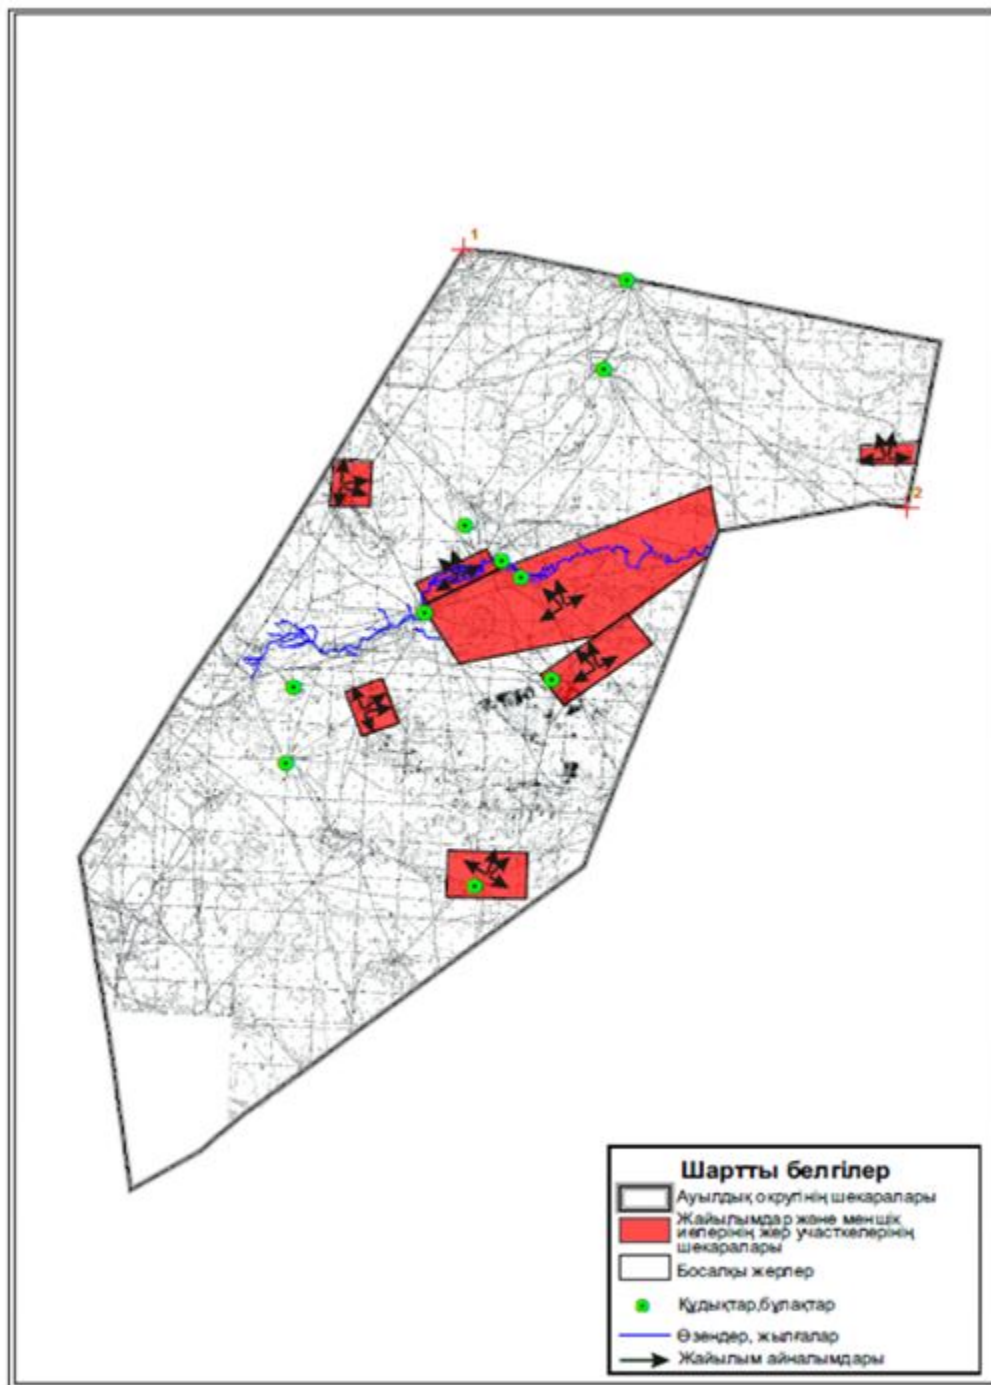 1
2
Шартты белгілер
Ауылдық округінің шекаралары
Жайылымдар және меншік
иелерінің жер участкелерінің
шекаралары
Босалқы жерлер
Құдықтар,бұлақтар
Өзендер, жылғалар
Жайылым айналымдары